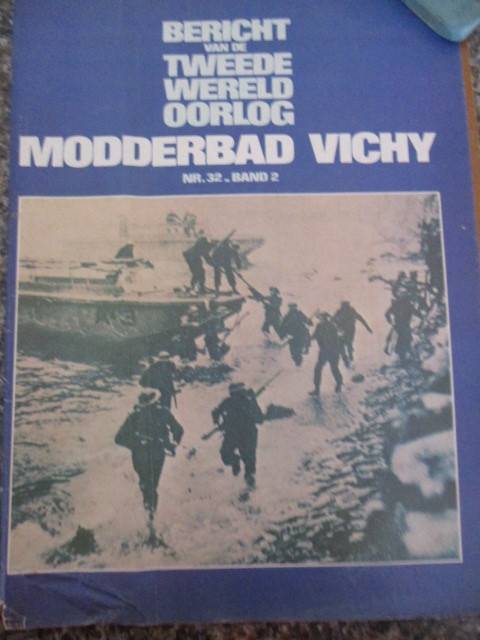 BERICHT
VAN DE
TWEEDE
WERELD
OORLOG
MODDERBAD VICHY
NR. 32 - BAND 2